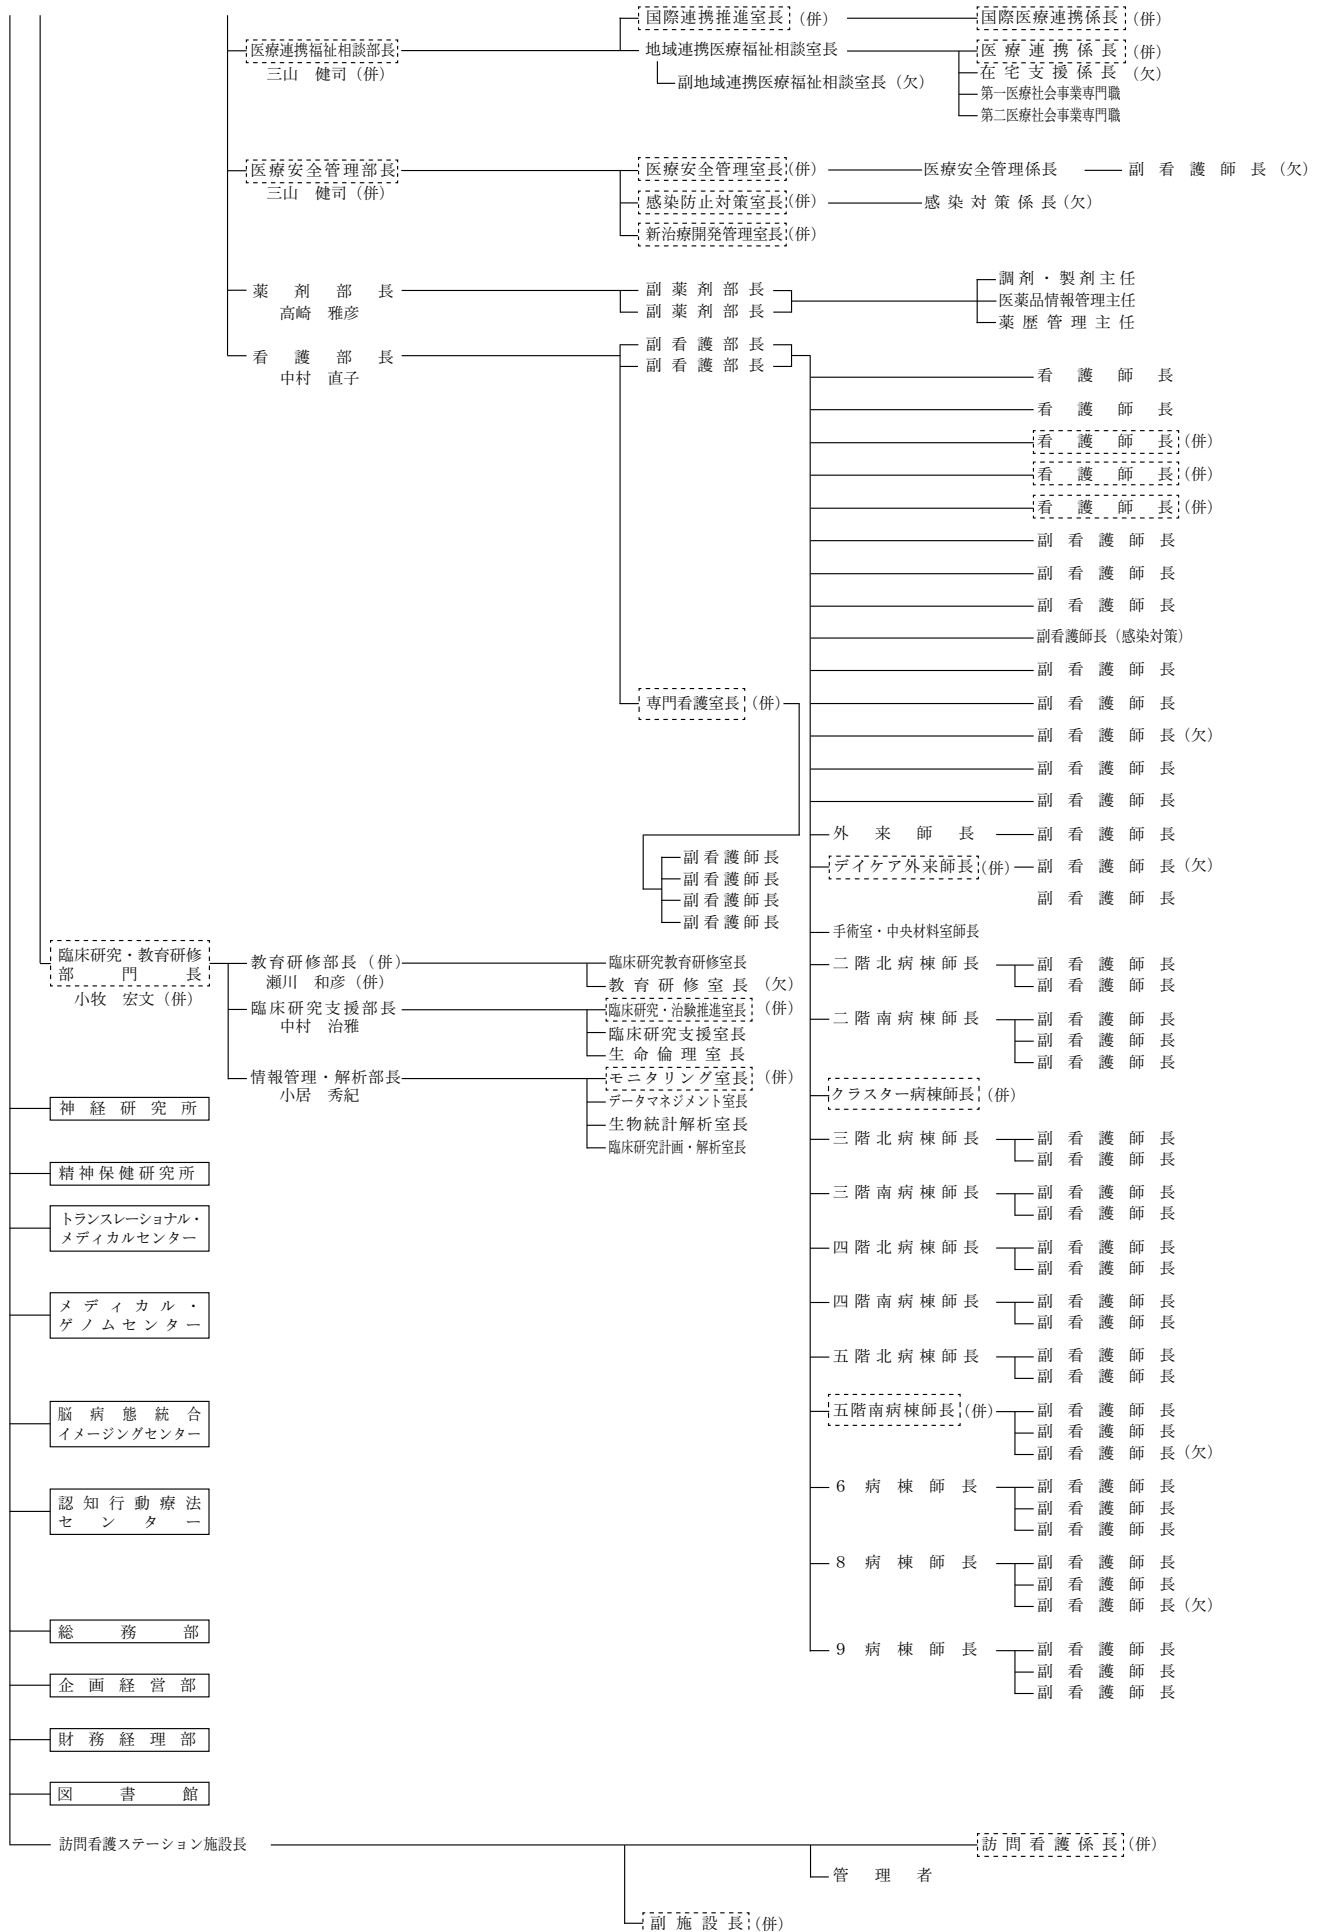 国際連携推進室長（併） 国際医療連携係長（併）
医療連携福祉相談部長 地域連携医療福祉相談室長 医療連携係長（併）
三山　健司（併） 副地域連携医療福祉相談室長（欠） 在宅支援係長（欠）
第一医療社会事業専門職
第二医療社会事業専門職
医療安全管理部長 医療安全管理室長（併） 医療安全管理係長 副看護師長（欠）
三山　健司（併） 感染防止対策室長（併） 感染対策係長（欠）
新治療開発管理室長（併）
薬剤部長 副薬剤部長 調剤・製剤主任
高崎　雅彦 副薬剤部長 医薬品情報管理主任
薬歴管理主任
看護部長 副看護部長
中村　直子 副看護部長
看護師長
看護師長
看護師長（併）
看護師長（併）
看護師長（併）
副看護師長
副看護師長
副看護師長
副看護師長（感染対策）
副看護師長
専門看護室長（併） 副看護師長
副看護師長（欠）
副看護師長
副看護師長
外来師長 副看護師長
副看護師長
デイケア外来師長（併） 副看護師長（欠）
副看護師長
副看護師長 副看護師長
副看護師長
手術室・中央材料室師長
臨床研究・教育研修
部門長
小牧　宏文（併）
教育研修部長（併） 臨床研究教育研修室長
瀬川　和彦（併） 教育研修室長（欠）
臨床研究支援部長 臨床研究・治験推進室長（併）
中村　治雅 臨床研究支援室長
生命倫理室長
情報管理・解析部長 モニタリング室長（併）
小居　秀紀 データマネジメント室長
生物統計解析室長
臨床研究計画・解析室長
二階北病棟師長 副看護師長
副看護師長
二階南病棟師長 副看護師長
副看護師長
副看護師長
クラスター病棟師長（併）
三階北病棟師長 副看護師長
副看護師長
三階南病棟師長 副看護師長
副看護師長
四階北病棟師長 副看護師長
副看護師長
四階南病棟師長 副看護師長
副看護師長
五階北病棟師長 副看護師長
副看護師長
五階南病棟師長（併） 副看護師長
副看護師長
副看護師長（欠）
6病棟師長 副看護師長
副看護師長
副看護師長
8病棟師長 副看護師長
副看護師長
副看護師長（欠）
9病棟師長 副看護師長
副看護師長
副看護師長
神経研究所
精神保健研究所
トランスレーショナル・
メディカルセンター
メディカル・
ゲノムセンター
脳病態統合
イメージングセンター
認知行動療法
センター
総務部
企画経営部
財務経理部
図書館
訪問看護ステーション施設長 訪問看護係長（併）
管理者
副施設長（併）